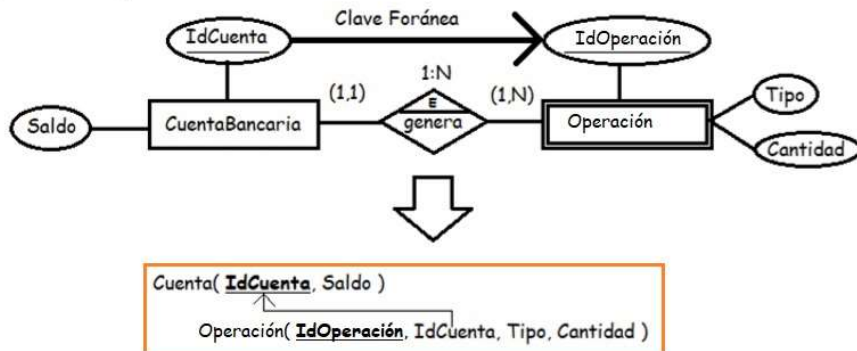 Clave Foránea
IdCuenta
IdOperación
1:N
(1,1)
(1,N)
E
Tipo
Saldo
CuentaBancaria
genera
Operación
Cantidad
Cuenta( IdCuenta, Saldo )
Operación( IdOperación, IdCuenta, Tipo, Cantidad )